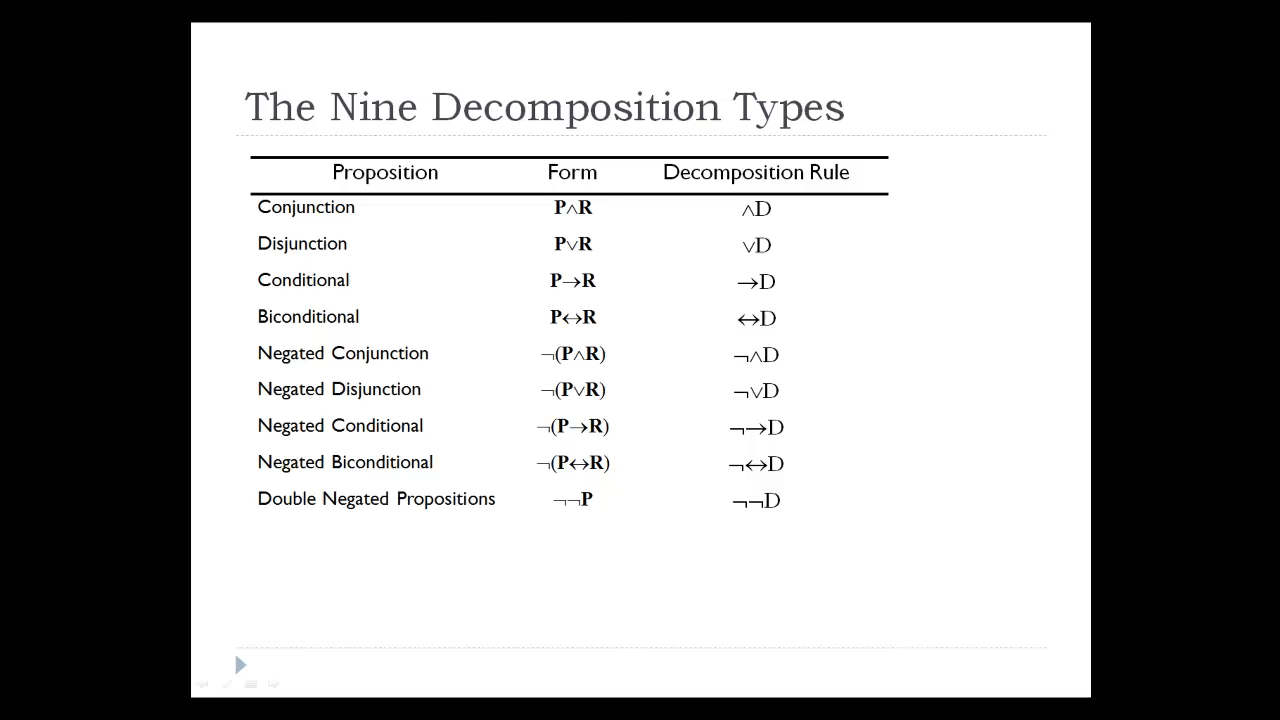 The Nine Decomposition Types
Proposition Form Decomposition Rule
Conjunction P∧R ∧D
Disjunction P∨R ∨D
Conditional P→R →D
Biconditional P↔R ↔D
Negated Conjunction ¬(P∧R) ¬∧D
Negated Disjunction ¬(P∨R) ¬∨D
Negated Conditional ¬(P→R) ¬→D
Negated Biconditional ¬(P↔R) ¬↔D
Double Negated Propositions ¬¬P ¬¬D